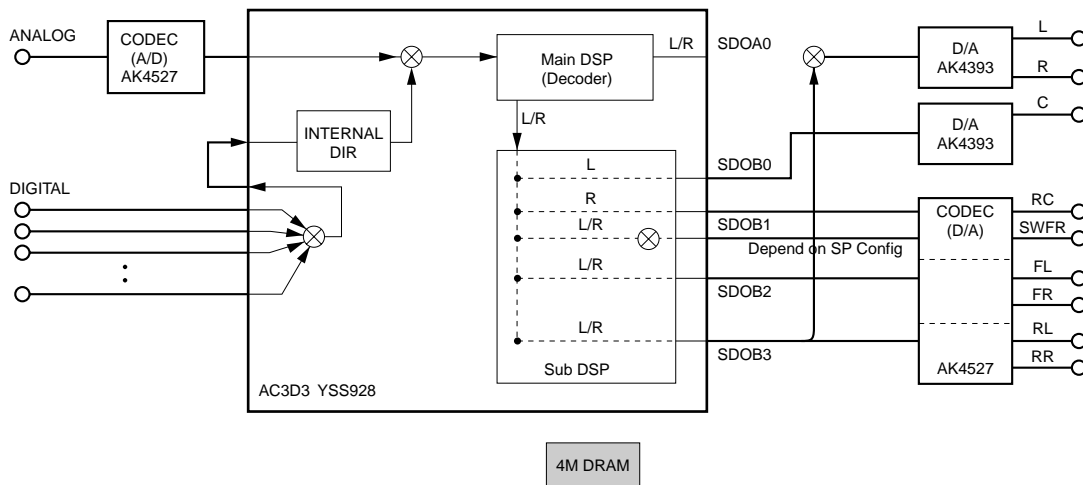 ANALOG
CODEC
(A/D)
AK4527
INTERNAL
DIR
DIGITAL
Main DSP
(Decoder)
L/R
SDOA0
L/R
L
SDOB0
R
SDOB1
L/R
Depend on SP Config
L/R
SDOB2
L/R
SDOB3
Sub DSP
AC3D3 YSS928
D/A
AK4393
L
R
D/A
AK4393
C
CODEC
(D/A)
RC
SWFR
FL
FR
RL
RR
AK4527
4M DRAM